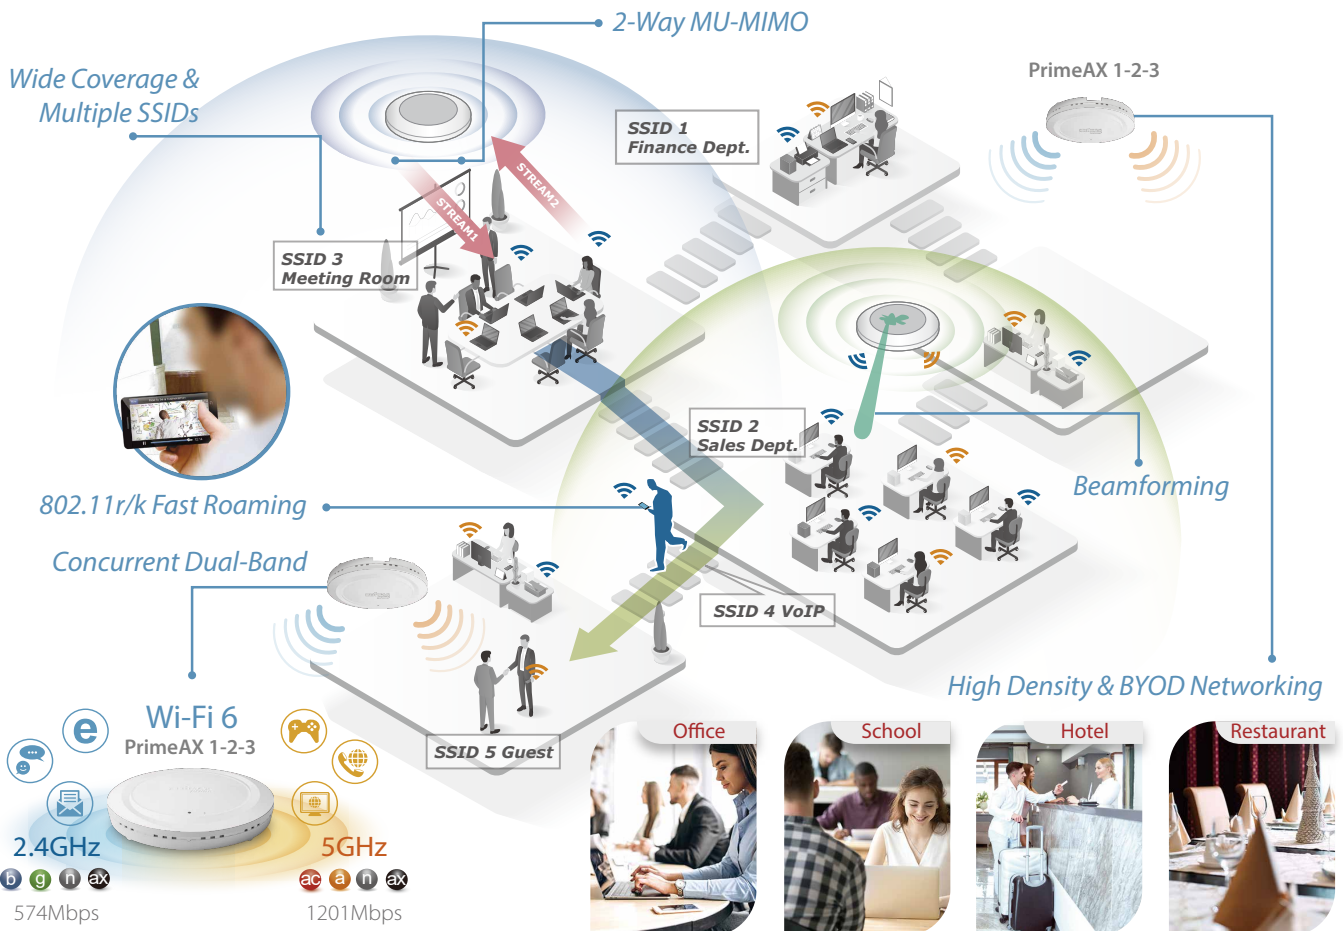 2-Way MU-MIMO
Wide Coverage &
Multiple SSIDs
PrimeAX 1-2-3
SSID 1
Finance Dept.
STREAM1
STREAM2
SSID 3
Meeting Room
SSID 2
Sales Dept.
Beamforming
802.11r/k Fast Roaming
Concurrent Dual-Band
SSID 4 VoIP
High Density & BYOD Networking
SSID 5 Guest
Wi-Fi 6
PrimeAX 1-2-3
e
2.4GHz
b g n ax
574Mbps
5GHz
ac a n ax
1201Mbps
Office
School
Hotel
Restaurant